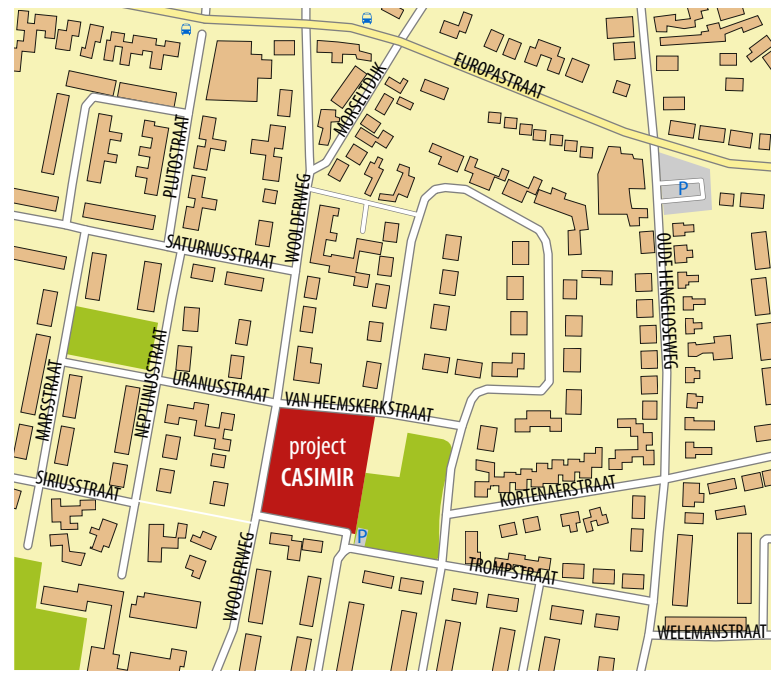 EUROPASTRAAT
MORSELTDIJK
PLUTOSTRAAT
P
WOOLDERWEG
SATURNUSSTRAAT
OUDE HENGELOSEWEG
NEPTUNUSSTRAAT
MARSSTRAAT
URANUSSTRAAT
VAN HEEMSKERKSTRAAT
project
CASIMIR
SIRIUSSTRAAT
KORTENAERSTRAAT
P
WOOLDERWEG
TROMPSTRAAT
WELEMANSTRAAT